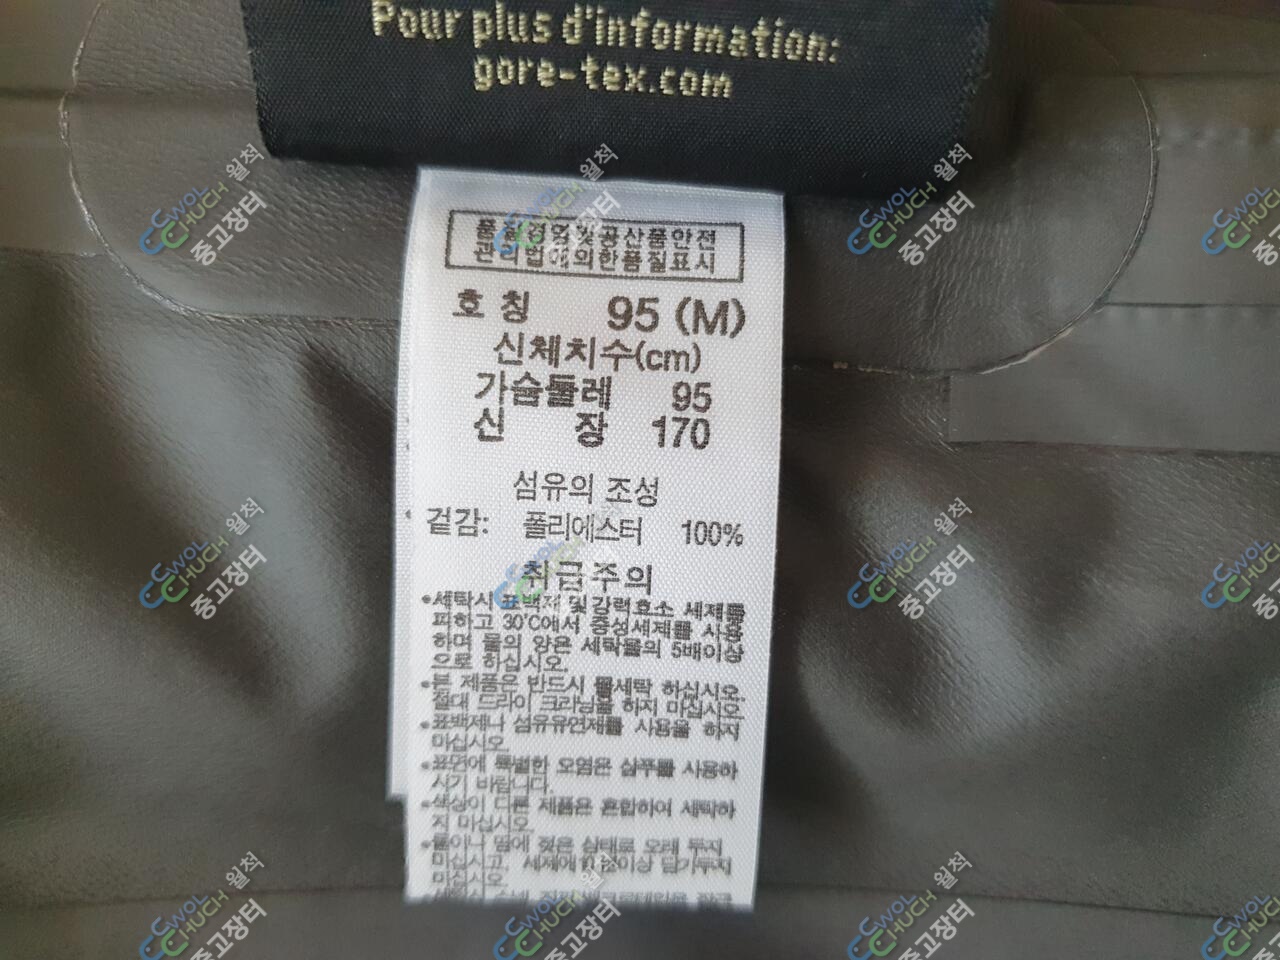 Pour plus d'information:
gore-tex.com
품질경영및공산품안전
관리법에의한품질표시
호 칭 95 (M)
신체치수(cm)
가슴둘레 95
신 장 170
섬유의 조성
겉감: 폴리에스터 100%
취급주의
•세탁시 표백제 및 강력효소 세제를
피하고 30°C에서 중성세제를 사용
하며 물의 양은 세탁물의 5배이상
으로 하십시오.
•본 제품은 반드시 물세탁 하십시오.
절대 드라이 크리닝을 하지 마십시오.
•표백제나 섬유유연제를 사용을 하지
마십시오.
•표면에 특별한 오염은 샴푸를 사용하
시기 바랍니다.
•색상이 다른 제품은 혼합하여 세탁하
지 마십시오.
•물이나 땀에 젖은 상태로 오래 두지
마십시고, 세제에 이상 담가두지
마십시오.
CWOL
CHUCH 월척
중고장터